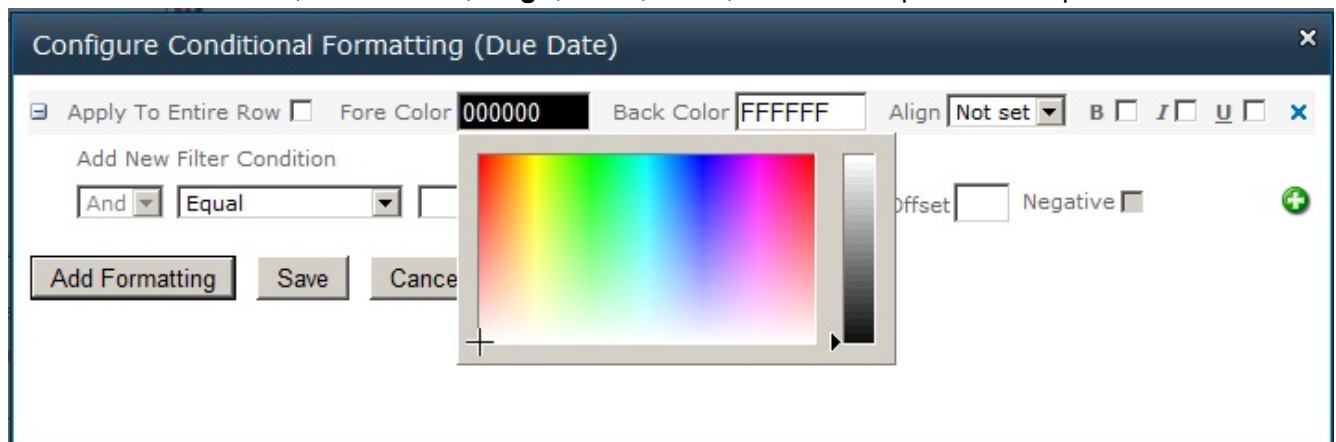 Configure Conditional Formatting (Due Date)
Apply To Entire Row Fore Color 000000 Back Color FFFFFF Align Not set B I U
Add New Filter Condition
And Equal Offset Negative
Add Formatting Save Cance